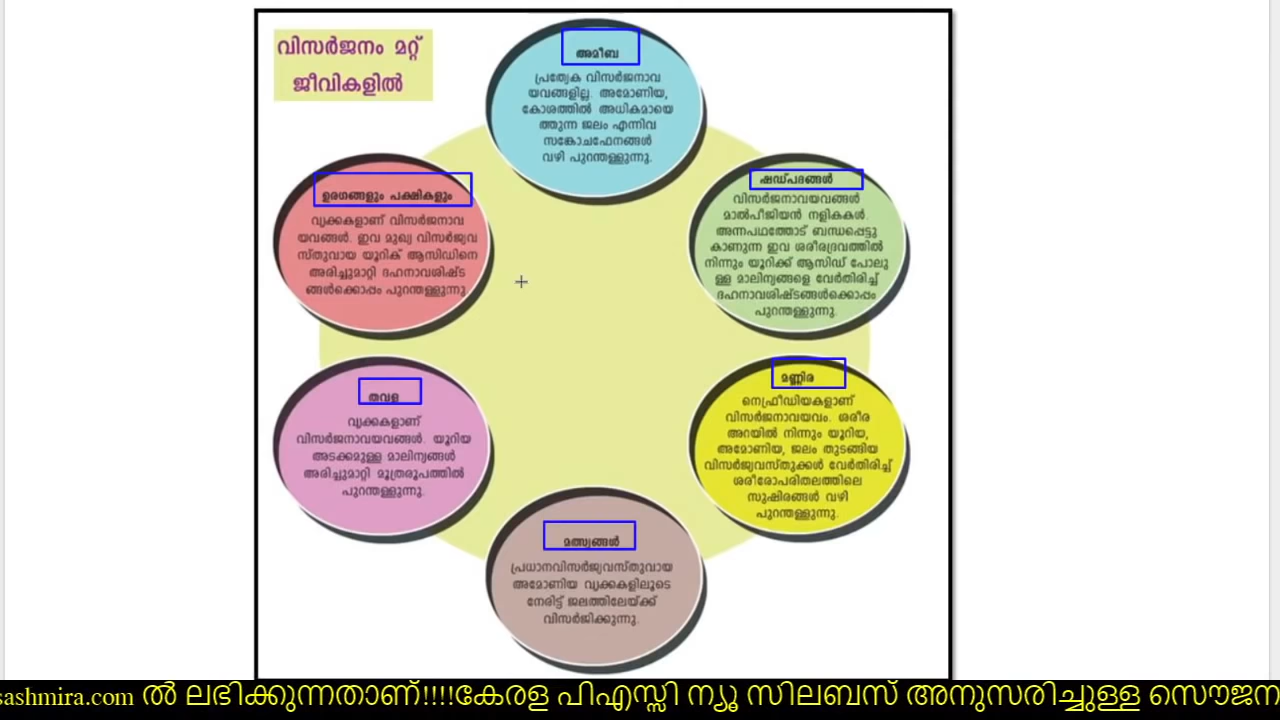 വിസർജനം മറ്റ്
ജീവികളിൽ
അമീബ
പ്രത്യേക വിസർജനാവ
യവങ്ങളില്ല. അമോണിയ,
കോശത്തിൽ അധികമായെ
ത്തുന്ന ജലം എന്നിവ
സങ്കോചഫേനങ്ങൾ
വഴി പുറന്തള്ളുന്നു.
ഷഡ്പദങ്ങൾ
വിസർജനാവയവങ്ങൾ
മാൽപീജിയൻ നളികകൾ.
അന്നപഥത്തോട് ബന്ധപ്പെട്ടു
കാണുന്ന ഇവ ശരീരദ്രവത്തിൽ
നിന്നും യൂറിക്ക് ആസിഡ് പോലു
ള്ള മാലിന്യങ്ങളെ വേർതിരിച്ച്
ദഹനാവശിഷ്ടങ്ങൾക്കൊപ്പം
പുറന്തള്ളുന്നു.
മണ്ണിര
നെഫ്രീഡിയകളാണ്
വിസർജനാവയവം. ശരീര
അറയിൽ നിന്നും യൂറിയ,
അമോണിയ, ജലം തുടങ്ങിയ
വിസർജ്യവസ്തുക്കൾ വേർതിരിച്ച്
ശരീരോപരിതലത്തിലെ
സുഷിരങ്ങൾ വഴി
പുറന്തള്ളുന്നു.
മത്സ്യങ്ങൾ
പ്രധാനവിസർജ്യവസ്തുവായ
അമോണിയ വൃക്കകളിലൂടെ
നേരിട്ട് ജലത്തിലേയ്ക്ക്
വിസർജിക്കുന്നു.
തവള
വൃക്കകളാണ്
വിസർജനാവയവങ്ങൾ. യൂറിയ
അടക്കമുള്ള മാലിന്യങ്ങൾ
അരിച്ചുമാറ്റി മൂത്രരൂപത്തിൽ
പുറന്തള്ളുന്നു.
ഉരഗങ്ങളും പക്ഷികളും
വൃക്കകളാണ് വിസർജനാവ
യവങ്ങൾ. ഇവ മുഖ്യ വിസർജ്യവ
സ്തുവായ യൂറിക് ആസിഡിനെ
അരിച്ചുമാറ്റി ദഹനാവശിഷ്ട
ങ്ങൾക്കൊപ്പം പുറന്തള്ളുന്നു.
sashmira.com ൽ ലഭിക്കുന്നതാണ്!!!!കേരള പിഎസ്സി ന്യൂ സിലബസ് അനുസരിച്ചുള്ള സൌജന